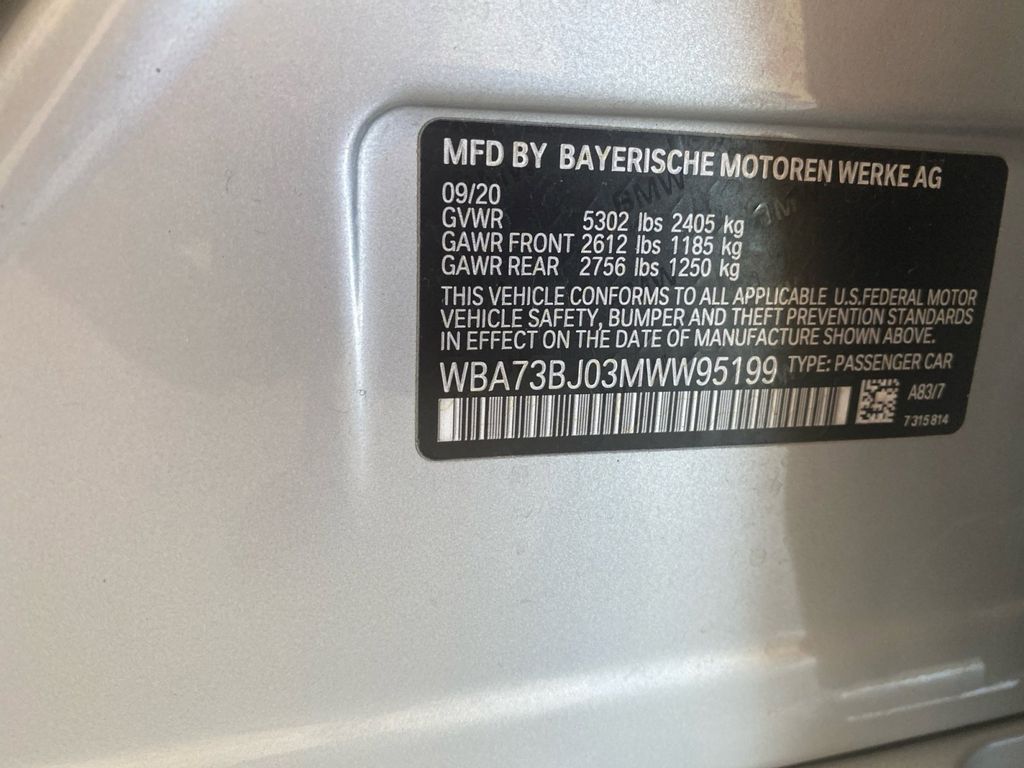 MFD BY BAYERISCHE MOTOREN WERKE AG
09/20
GVWR 5302 lbs 2405 kg
GAWR FRONT 2612 lbs 1185 kg
GAWR REAR 2756 lbs 1250 kg
THIS VEHICLE CONFORMS TO ALL APPLICABLE U.S.FEDERAL MOTOR
VEHICLE SAFETY, BUMPER AND THEFT PREVENTION STANDARDS
IN EFFECT ON THE DATE OF MANUFACTURE SHOWN ABOVE.
WBA73BJ03MWW95199 TYPE: PASSENGER CAR
A83/7
7315814